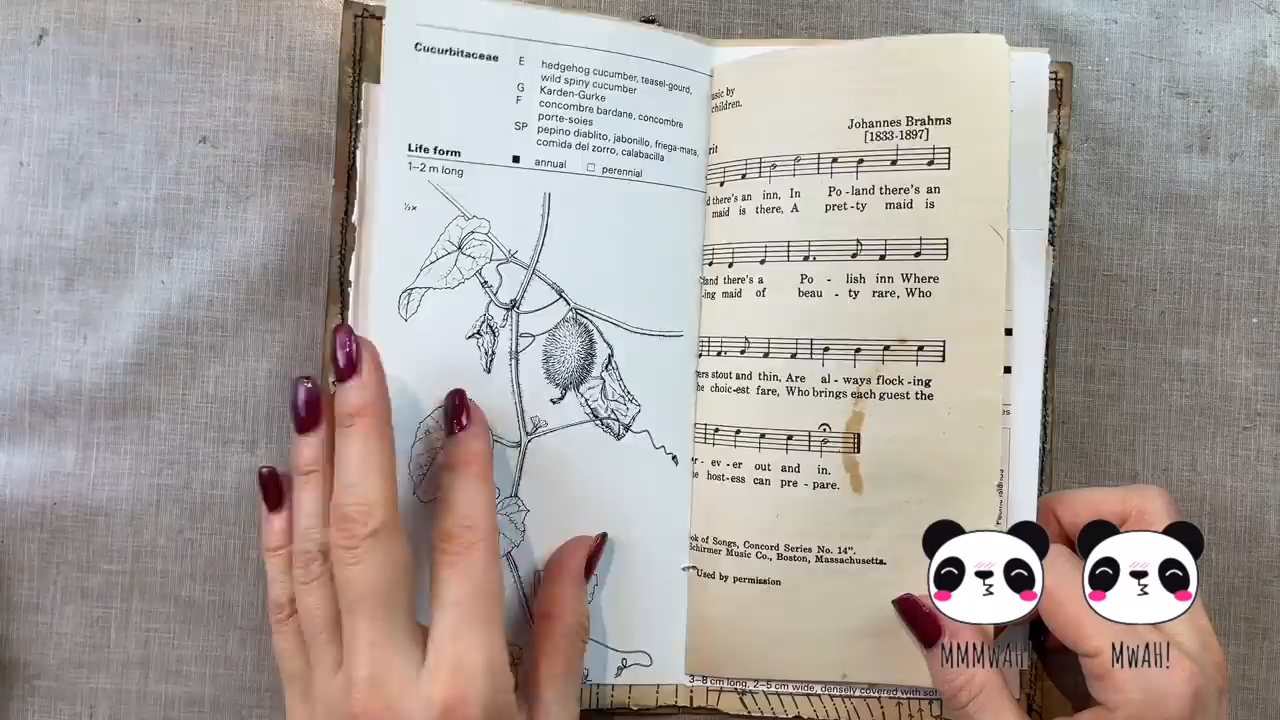 Cucurbitaceae
E hedgehog cucumber, teasel-gourd,
wild spiny cucumber
G Karden-Gurke
F concombre bardane, concombre
porte-soies
SP pepino diablito, jabonillo, friega-mata,
comida del zorro, calabacilla
Life form
■ annual □ perennial
1–2 m long
½×
usic by
children.
Johannes Brahms
[1833-1897]
rit
d there's an inn, In Po-land there's an
maid is there, A pret-ty maid is
land there's a Po - lish inn Where
-ing maid of beau - ty rare, Who
ers stout and thin, Are al-ways flock-ing
he choic-est fare, Who brings each guest the
er-ev-er out and in.
he host-ess can pre-pare.
ok of Songs, Concord Series No. 14".
Schirmer Music Co., Boston, Massachusetts.
Used by permission
3–8 cm long, 2–5 cm wide, densely covered with sof
es
MMMWAH!
MWAH!